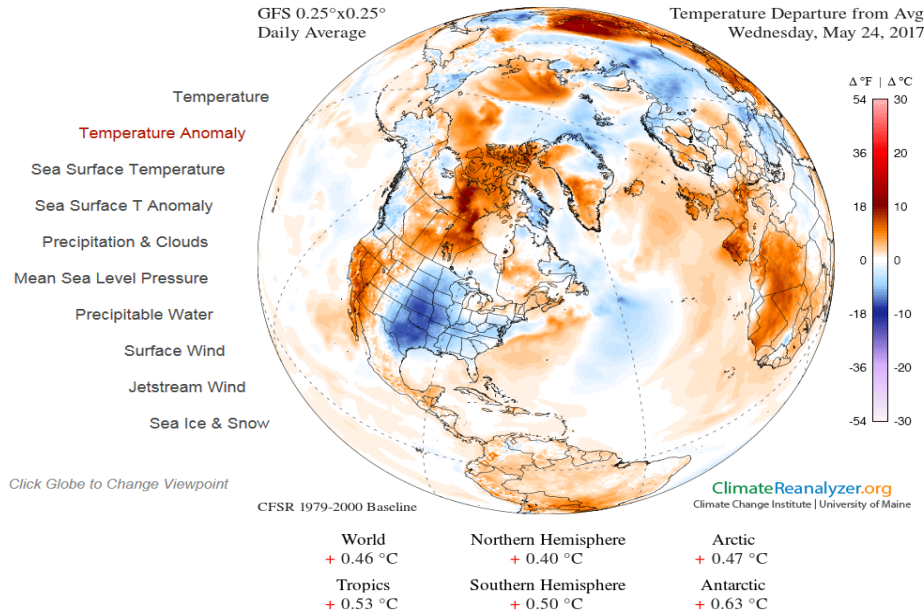 GFS 0.25°x0.25°
Daily Average
Temperature Departure from Avg
Wednesday, May 24, 2017
Temperature
Temperature Anomaly
Sea Surface Temperature
Sea Surface T Anomaly
Precipitation & Clouds
Mean Sea Level Pressure
Precipitable Water
Surface Wind
Jetstream Wind
Sea Ice & Snow
Click Globe to Change Viewpoint
Δ °F | Δ °C
54 30
36 20
18 10
0 0
-18 -10
-36 -20
-54 -30
ClimateReanalyzer.org
Climate Change Institute | University of Maine
CFSR 1979-2000 Baseline
World Northern Hemisphere Arctic
+ 0.46 °C + 0.40 °C + 0.47 °C
Tropics Southern Hemisphere Antarctic
+ 0.53 °C + 0.50 °C + 0.63 °C